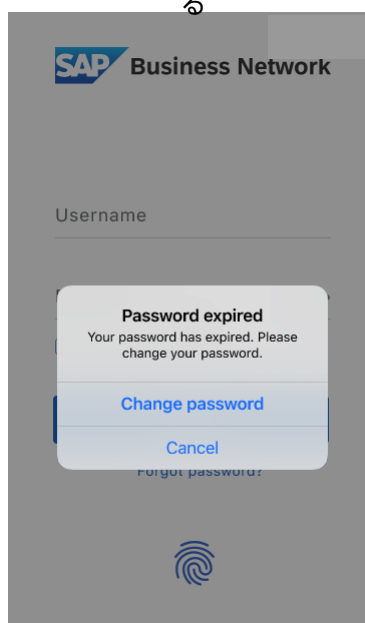 SAP Business Network
Username
Password expired
Your password has expired. Please
change your password.
Change password
Cancel
Forgot password?